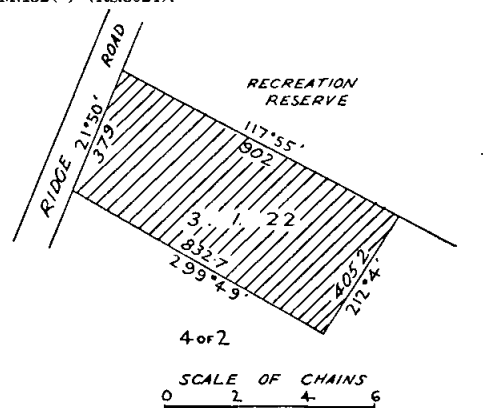 RIDGE ROAD
21°50'
379
RECREATION
RESERVE
117°55'
902
3. 1. 22
832.7
299°49'
405.2
212°4'
4 OF 2
SCALE OF CHAINS
0 2 4 6